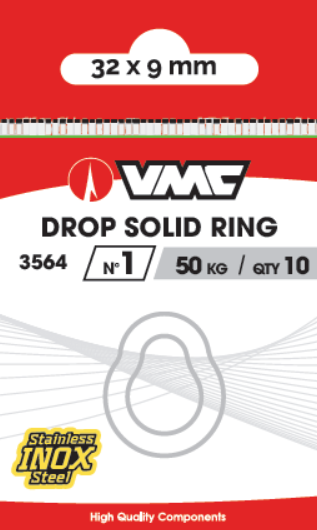 32 x 9 mm
VMC
DROP SOLID RING
3564 N°1 50 KG / QTY 10
Stainless
INOX
Steel
High Quality Components